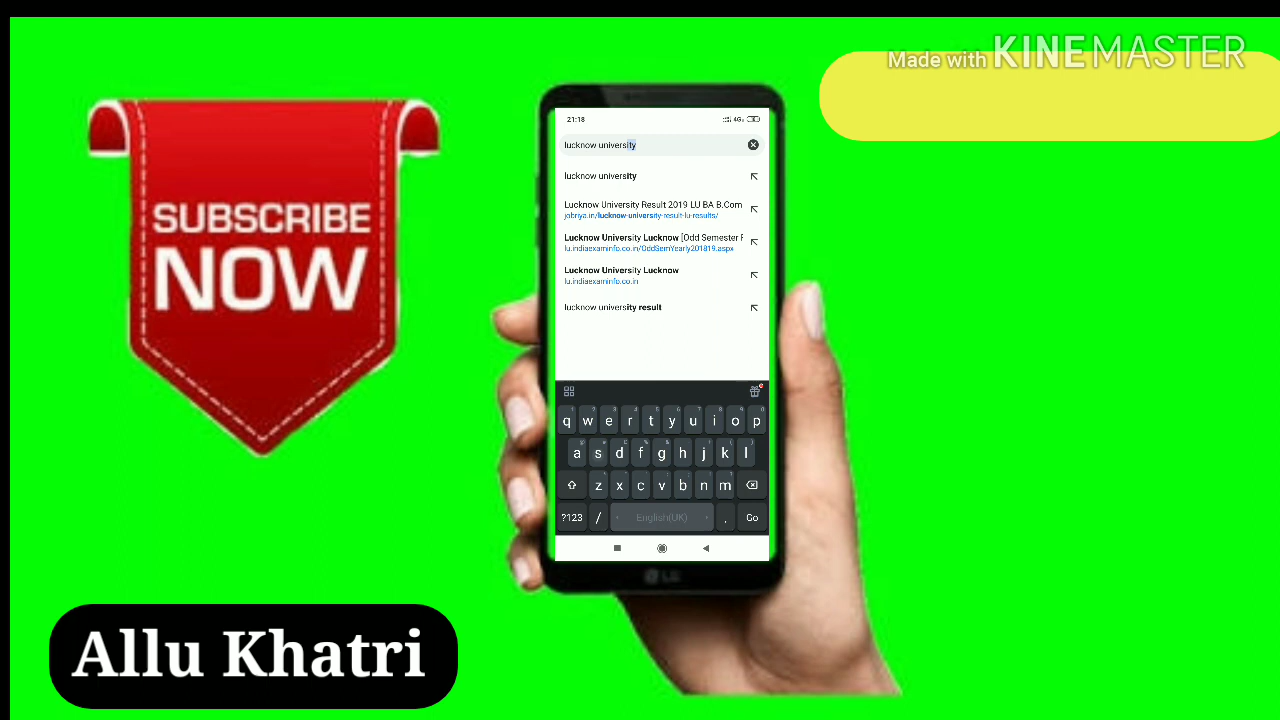 Made with KINEMASTER
SUBSCRIBE
NOW
21:18
4G
lucknow university
lucknow university
Lucknow University Result 2019 LU BA B.Com
jobriya.in/lucknow-university-result-lu-results/
Lucknow University Lucknow [Odd Semester
lu.indiaexaminfo.co.in/OddSemYearly201819.aspx
Lucknow University Lucknow
lu.indiaexaminfo.co.in
lucknow university result
q w e r t y u i o p
a s d f g h j k l
z x c v b n m
?123 / English(UK) . Go
LG
Allu Khatri